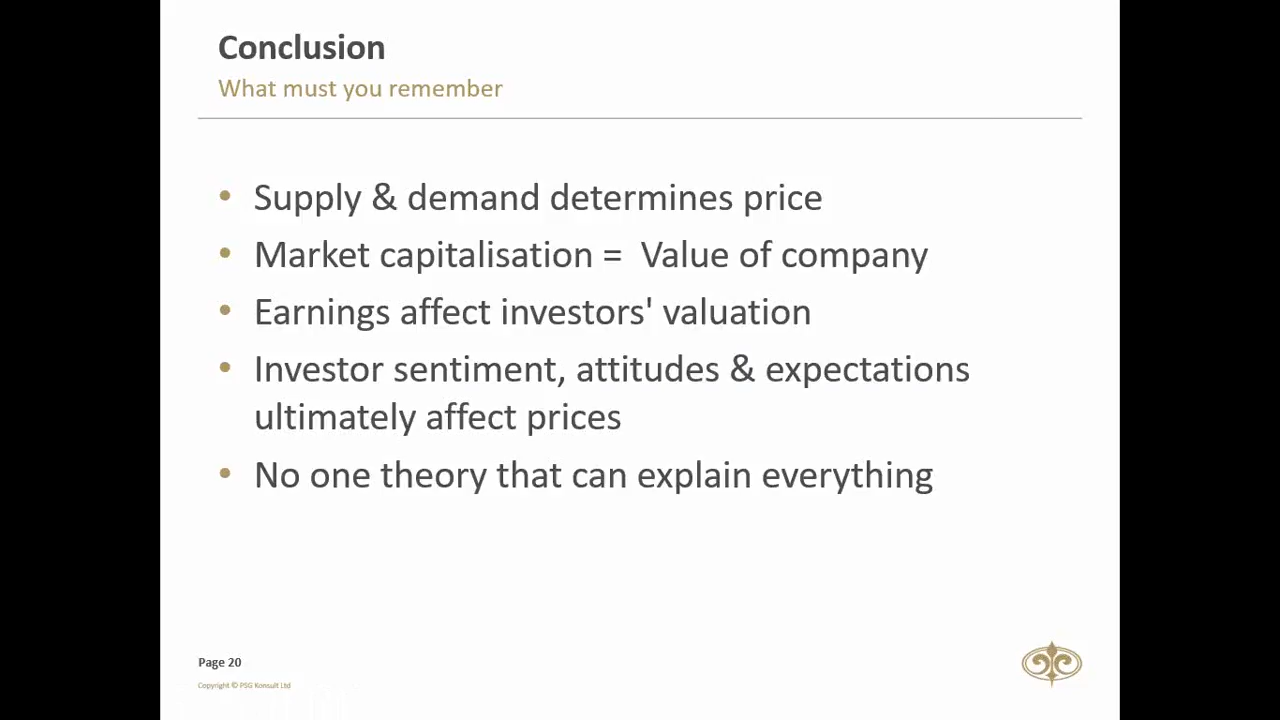 Conclusion
What must you remember
• Supply & demand determines price
• Market capitalisation =  Value of company
• Earnings affect investors' valuation
• Investor sentiment, attitudes & expectations
ultimately affect prices
• No one theory that can explain everything
Page 20
Copyright © PSG Konsult Ltd